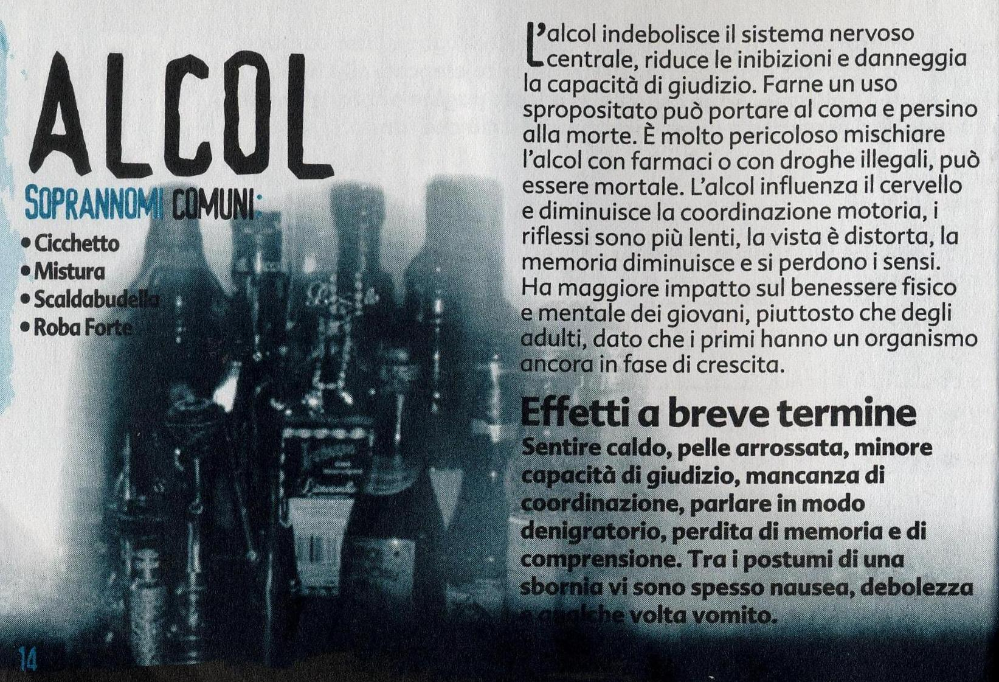 ALCOL
SOPRANNOMI COMUNI:
• Cicchetto
• Mistura
• Scaldabudella
• Roba Forte
L'alcol indebolisce il sistema nervoso
centrale, riduce le inibizioni e danneggia
la capacità di giudizio. Farne un uso
spropositato può portare al coma e persino
alla morte. È molto pericoloso mischiare
l'alcol con farmaci o con droghe illegali, può
essere mortale. L'alcol influenza il cervello
e diminuisce la coordinazione motoria, i
riflessi sono più lenti, la vista è distorta, la
memoria diminuisce e si perdono i sensi.
Ha maggiore impatto sul benessere fisico
e mentale dei giovani, piuttosto che degli
adulti, dato che i primi hanno un organismo
ancora in fase di crescita.
Effetti a breve termine
Sentire caldo, pelle arrossata, minore
capacità di giudizio, mancanza di
coordinazione, parlare in modo
denigratorio, perdita di memoria e di
comprensione. Tra i postumi di una
sbornia vi sono spesso nausea, debolezza
e qualche volta vomito.
14